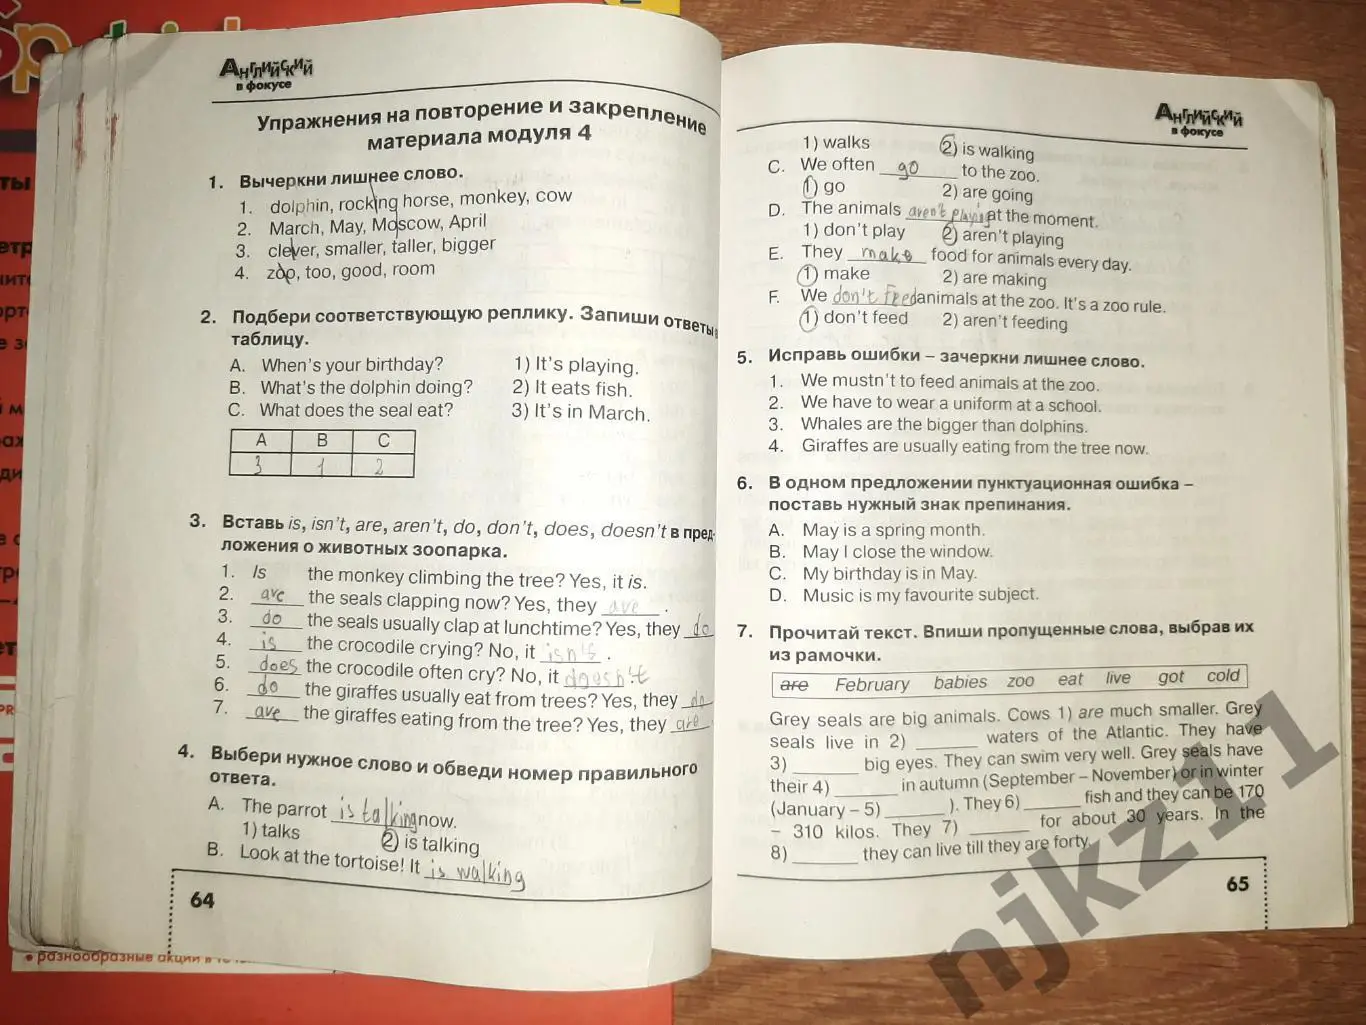 Английский
в фокусе
Упражнения на повторение и закрепление
материала модуля 4
1. Вычеркни лишнее слово.
1. dolphin, rocking horse, monkey, cow
2. March, May, Moscow, April
3. clever, smaller, taller, bigger
4. zoo, too, good, room
2. Подбери соответствующую реплику. Запиши ответы в
таблицу.
A. When's your birthday? 1) It's playing.
B. What's the dolphin doing? 2) It eats fish.
C. What does the seal eat? 3) It's in March.
A B C
3 1 2
3. Вставь is, isn't, are, aren't, do, don't, does, doesn't в пред-
ложения о животных зоопарка.
1. Is the monkey climbing the tree? Yes, it is.
2. are the seals clapping now? Yes, they are.
3. do the seals usually clap at lunchtime? Yes, they do
4. is the crocodile crying? No, it isn't.
5. does the crocodile often cry? No, it doesn't.
6. do the giraffes usually eat from trees? Yes, they do
7. are the giraffes eating from the tree? Yes, they are.
4. Выбери нужное слово и обведи номер правильного
ответа.
A. The parrot is talking now.
1) talks 2) is talking
B. Look at the tortoise! It is walking
64
Английский
в фокусе
1) walks 2) is walking
C. We often go to the zoo.
1) go 2) are going
D. The animals aren't playing at the moment.
1) don't play 2) aren't playing
E. They make food for animals every day.
1) make 2) are making
F. We don't feed animals at the zoo. It's a zoo rule.
1) don't feed 2) aren't feeding
5. Исправь ошибки – зачеркни лишнее слово.
1. We mustn't to feed animals at the zoo.
2. We have to wear a uniform at a school.
3. Whales are the bigger than dolphins.
4. Giraffes are usually eating from the tree now.
6. В одном предложении пунктуационная ошибка –
поставь нужный знак препинания.
A. May is a spring month.
B. May I close the window.
C. My birthday is in May.
D. Music is my favourite subject.
7. Прочитай текст. Впиши пропущенные слова, выбрав их
из рамочки.
are February babies zoo eat live got cold
Grey seals are big animals. Cows 1) are much smaller. Grey
seals live in 2) ______ waters of the Atlantic. They have
3) ______ big eyes. They can swim very well. Grey seals have
their 4) ______ in autumn (September – November) or in winter
(January – 5) ______ ). They 6) ______ fish and they can be 170
– 310 kilos. They 7) ______ for about 30 years. In the
8) ______ they can live till they are forty.
65
разнообразные акции в
njkz11